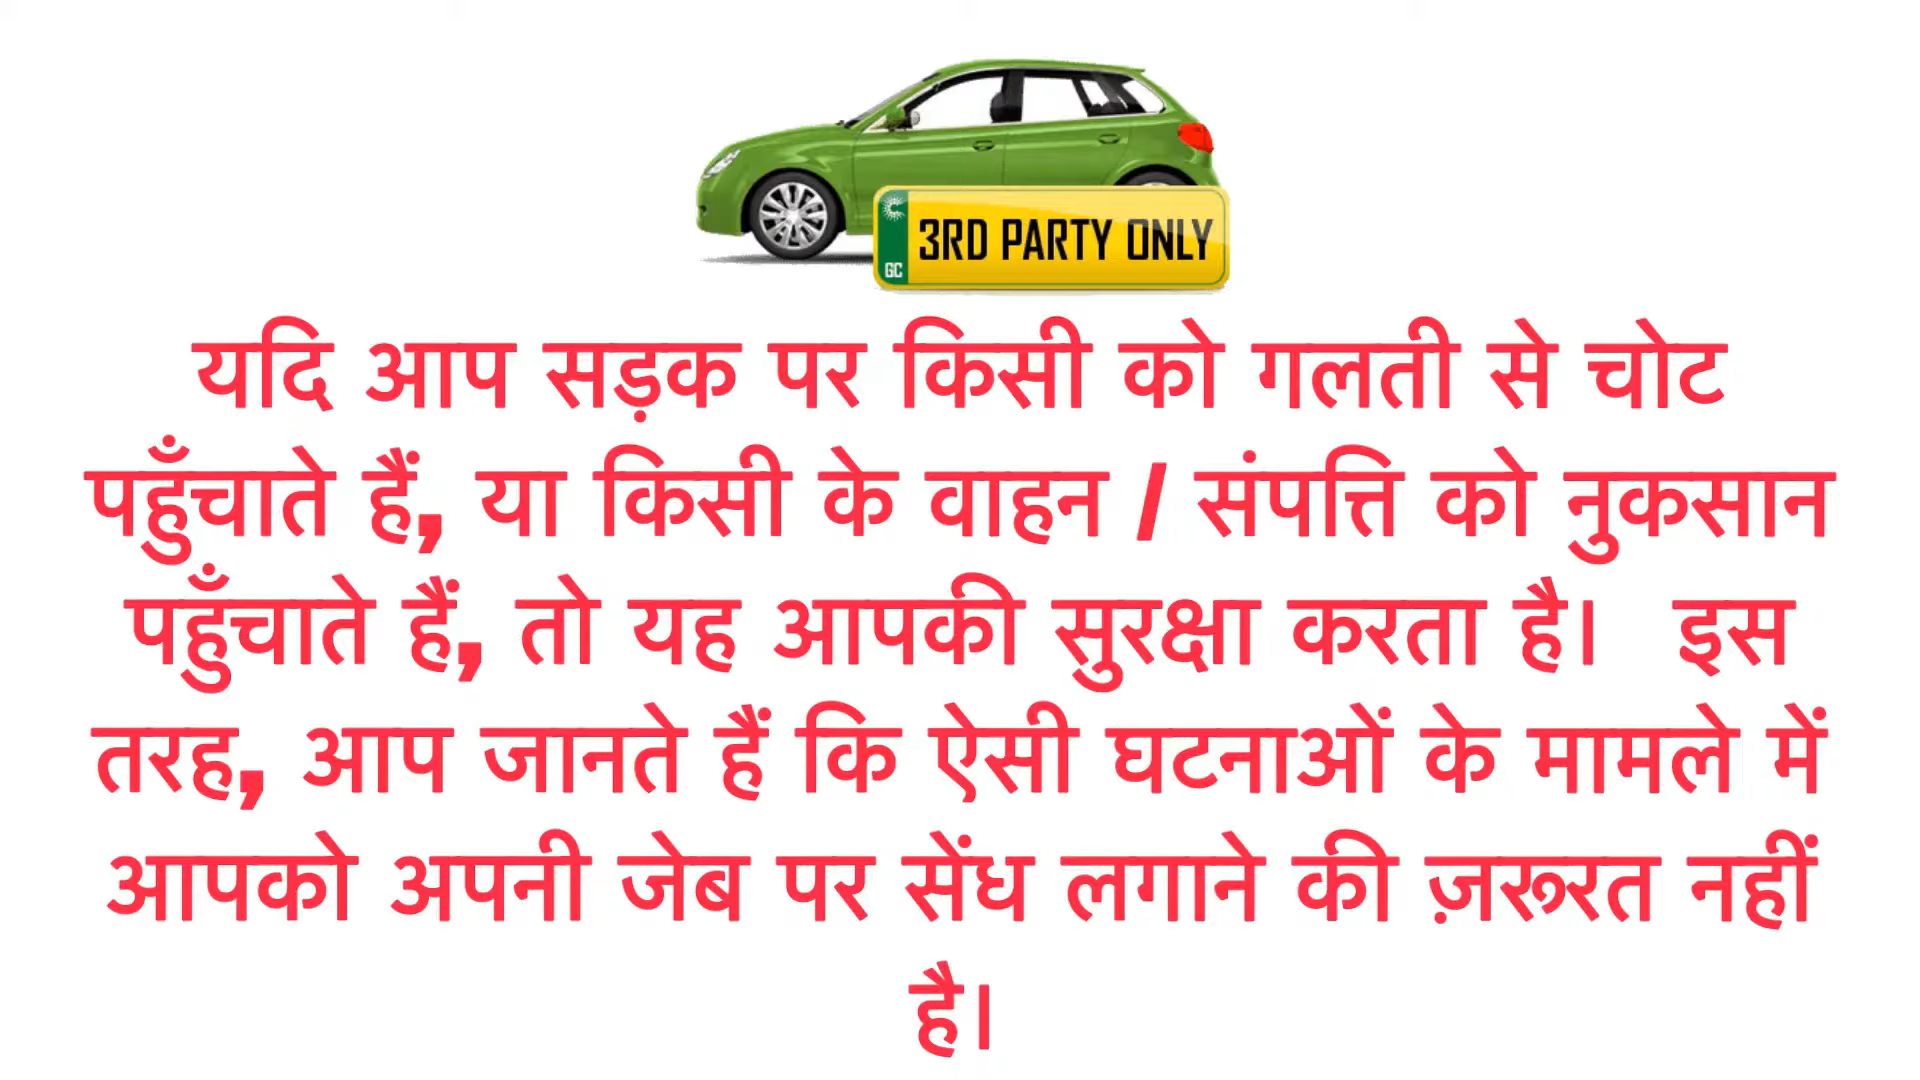 GC 3RD PARTY ONLY
यदि आप सड़क पर किसी को गलती से चोट
पहुँचाते हैं, या किसी के वाहन / संपत्ति को नुकसान
पहुँचाते हैं, तो यह आपकी सुरक्षा करता है। इस
तरह, आप जानते हैं कि ऐसी घटनाओं के मामले में
आपको अपनी जेब पर सेंध लगाने की ज़रूरत नहीं
है।